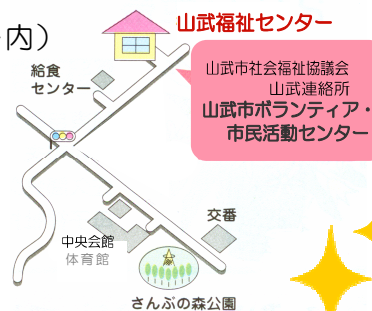 内）
山武福祉センター
山武市社会福祉協議会
山武連絡所
山武市ボランティア・
市民活動センター
給食
センター
交番
中央会館
体育館
さんぶの森公園